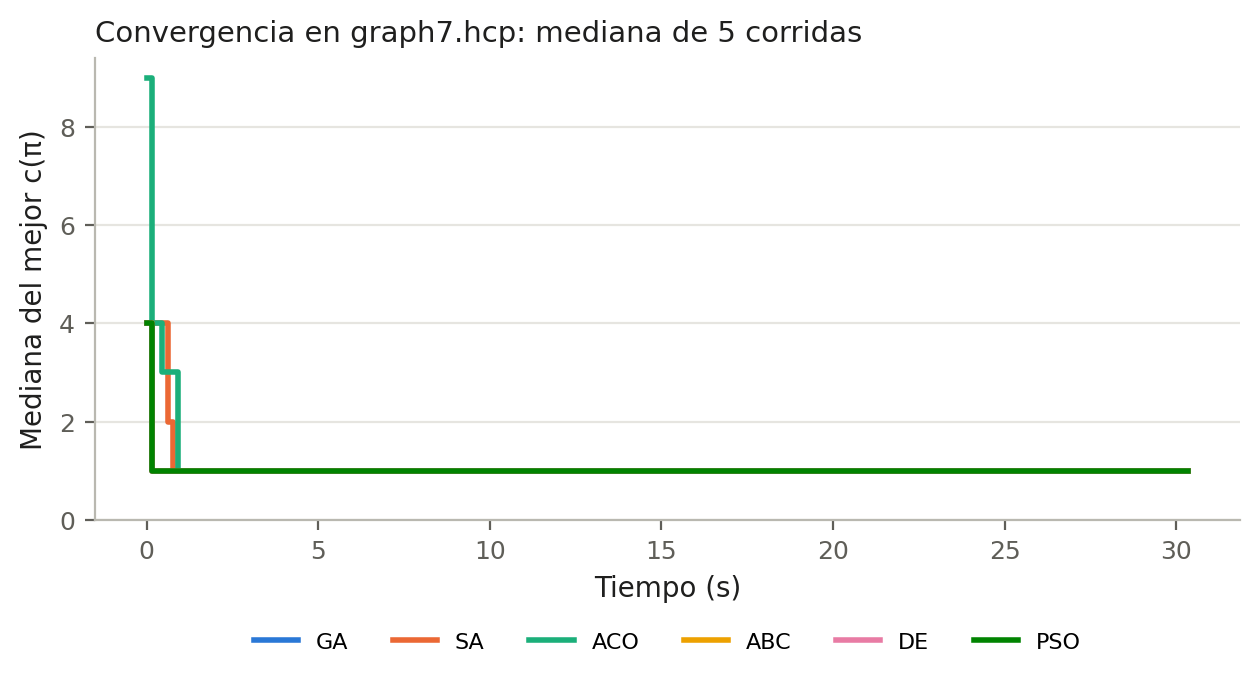 Convergencia en graph7.hcp: mediana de 5 corridas
Mediana del mejor c(π)
8
6
4
2
0
0 5 10 15 20 25 30
Tiempo (s)
GA SA ACO ABC DE PSO